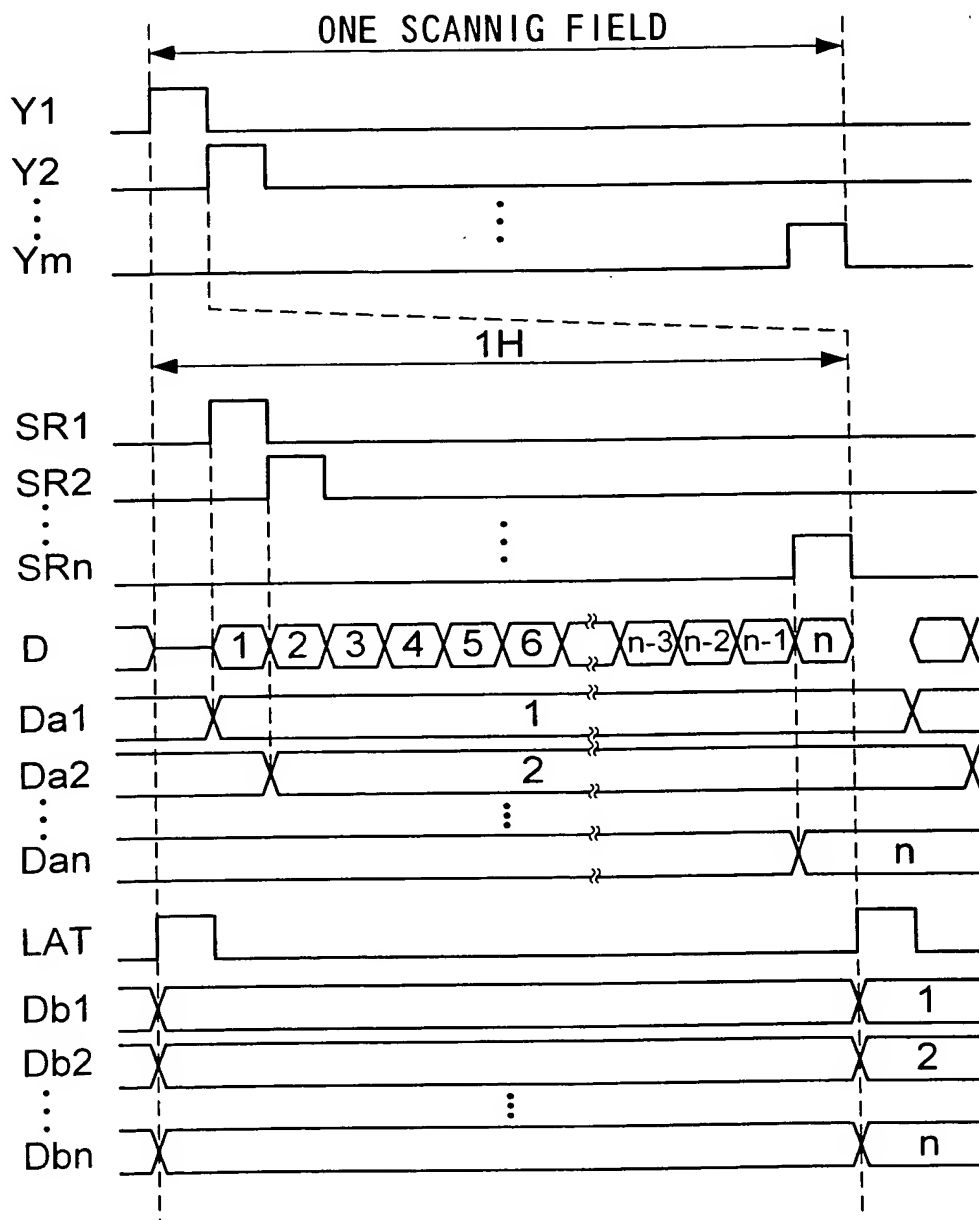 ONE SCANNIG FIELD
Y1
Y2
Ym
1H
SR1
SR2
SRn
D 1 2 3 4 5 6 n-3 n-2 n-1 n
Da1 1
Da2 2
Dan n
LAT
Db1 1
Db2 2
Dbn n